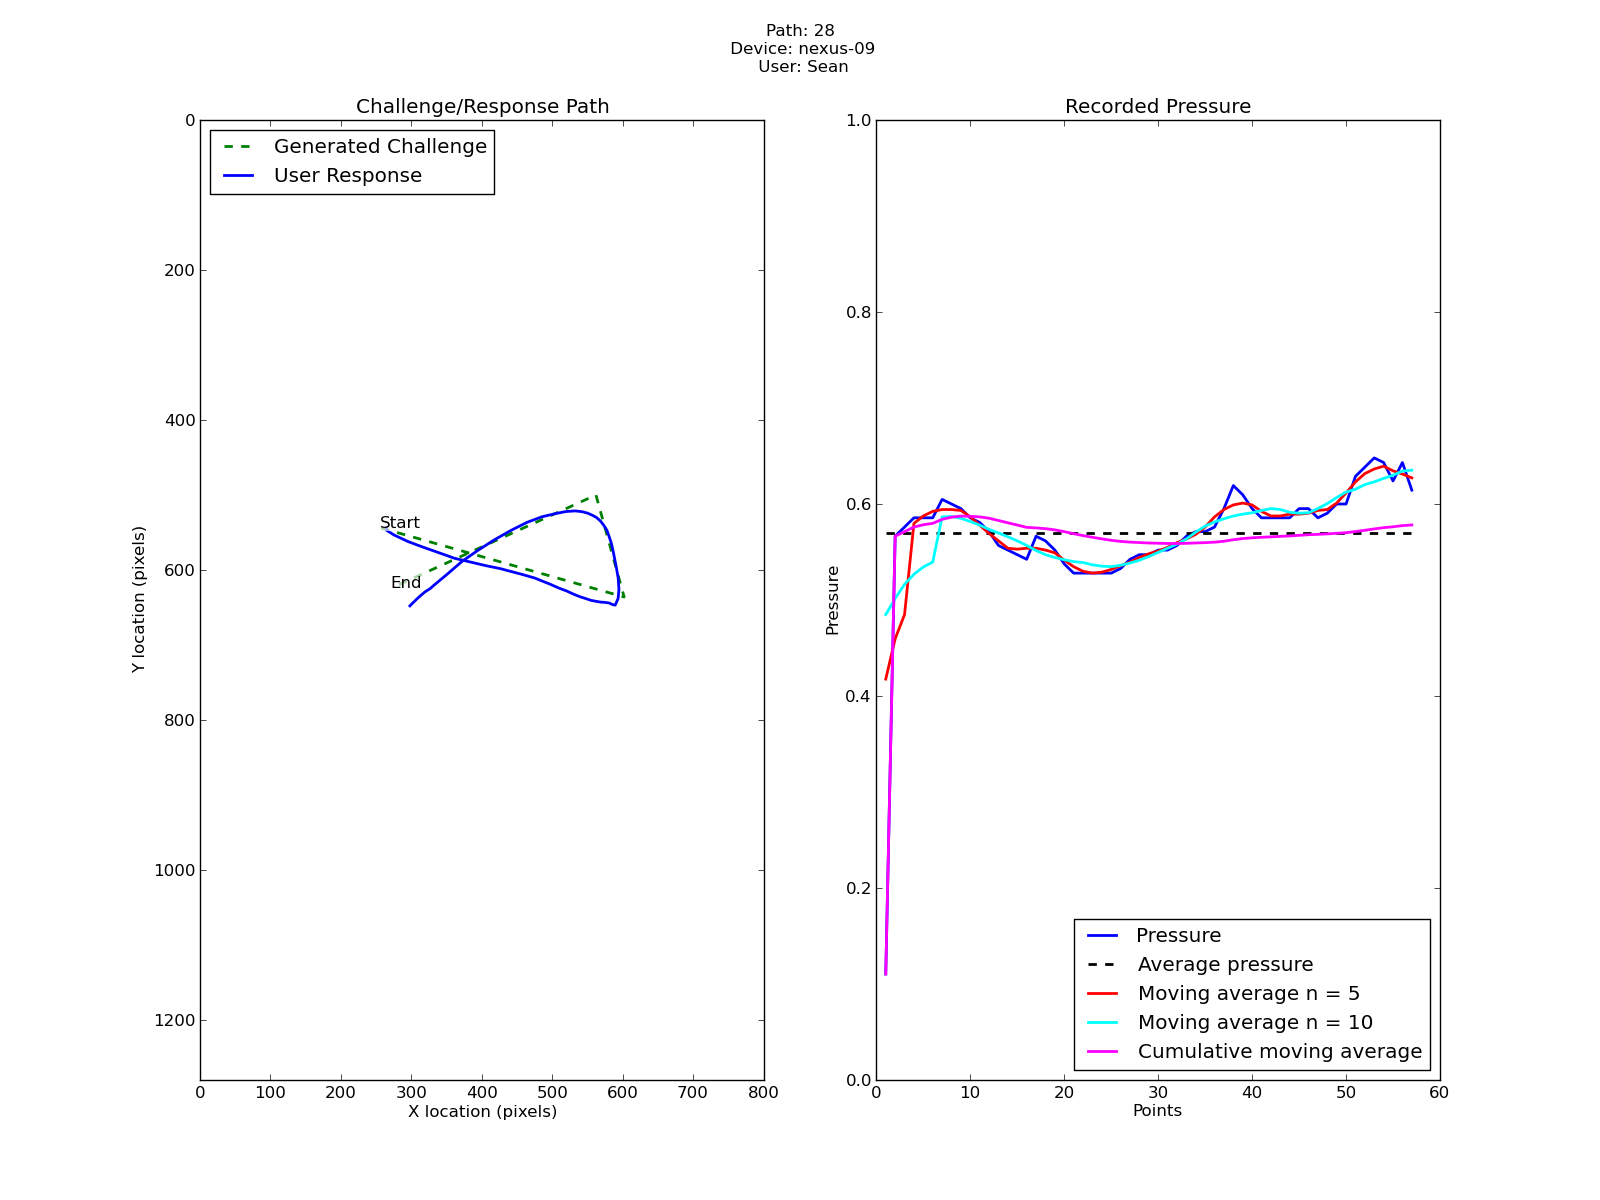 Path: 28
Device: nexus-09
User: Sean
Challenge/Response Path
0
200
400
600
800
1000
1200
Y location (pixels)
Generated Challenge
User Response
Start
End
0 100 200 300 400 500 600 700 800
X location (pixels)
Recorded Pressure
1.0
0.8
0.6
0.4
0.2
0.0
Pressure
Pressure
Average pressure
Moving average n = 5
Moving average n = 10
Cumulative moving average
0 10 20 30 40 50 60
Points